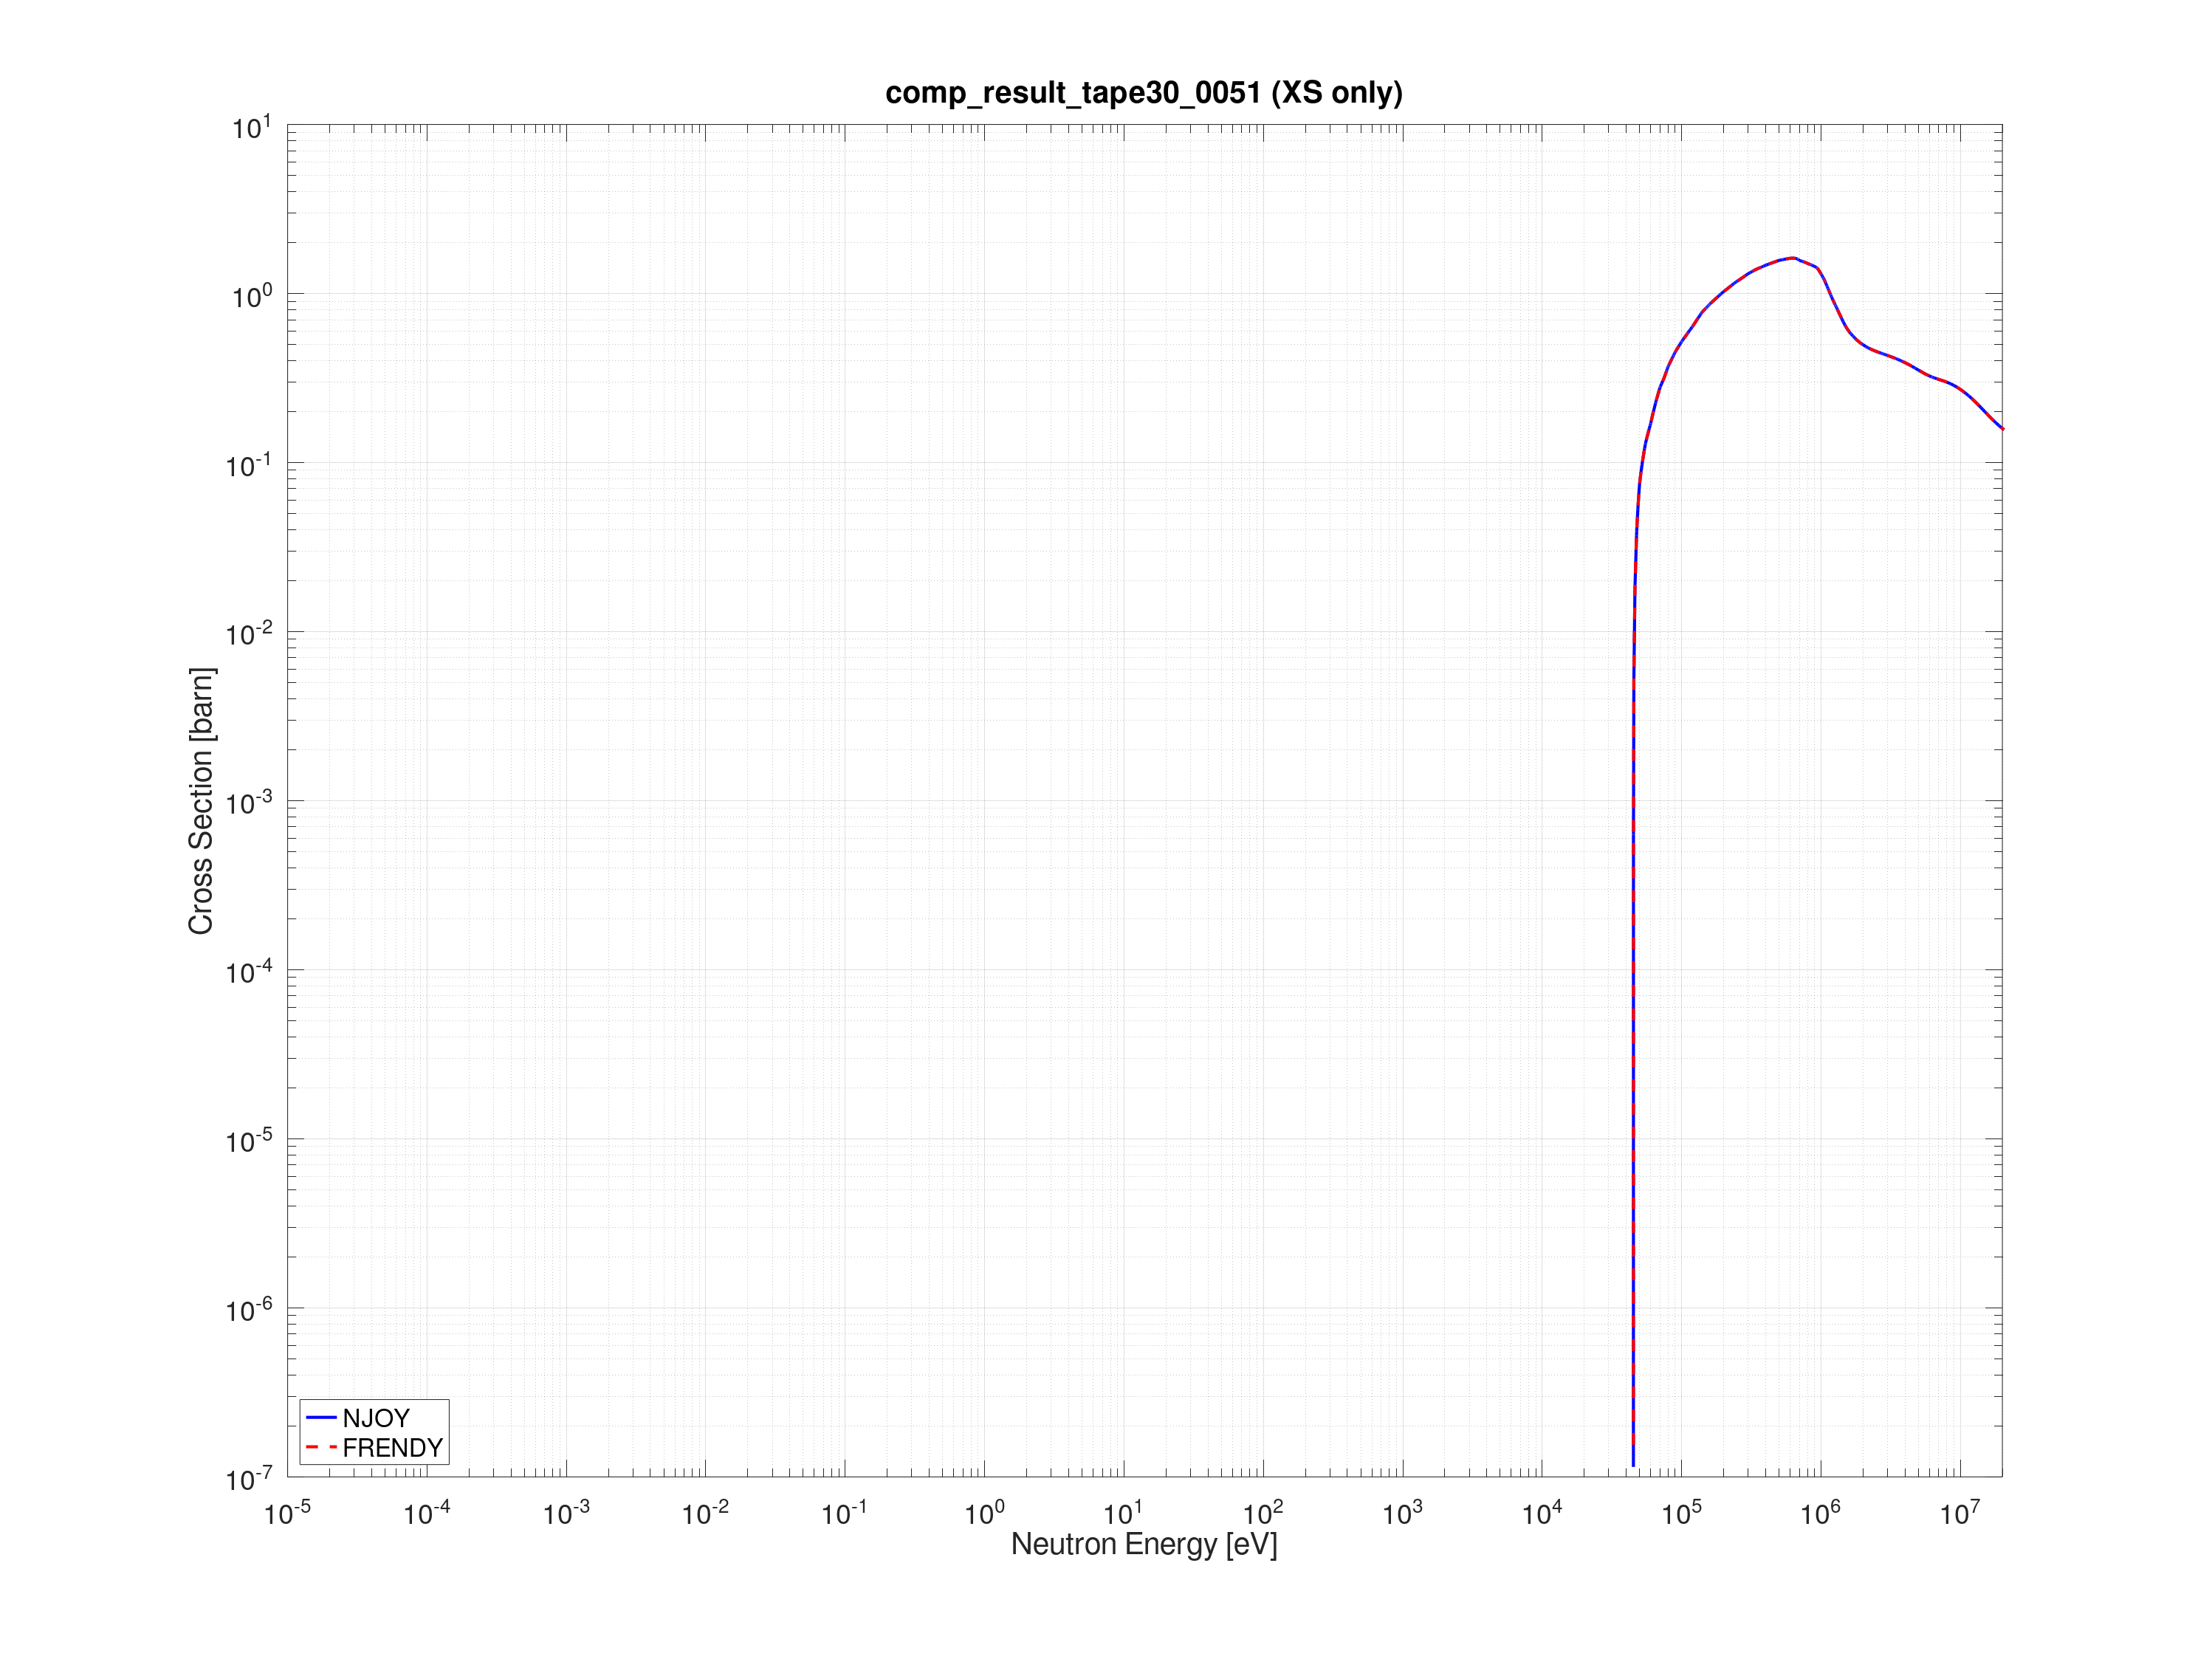 comp_result_tape30_0051 (XS only)
10^1
10^0
10^-1
10^-2
10^-3
10^-4
10^-5
10^-6
10^-7
Cross Section [barn]
NJOY
FRENDY
10^-5 10^-4 10^-3 10^-2 10^-1 10^0 10^1 10^2 10^3 10^4 10^5 10^6 10^7
Neutron Energy [eV]